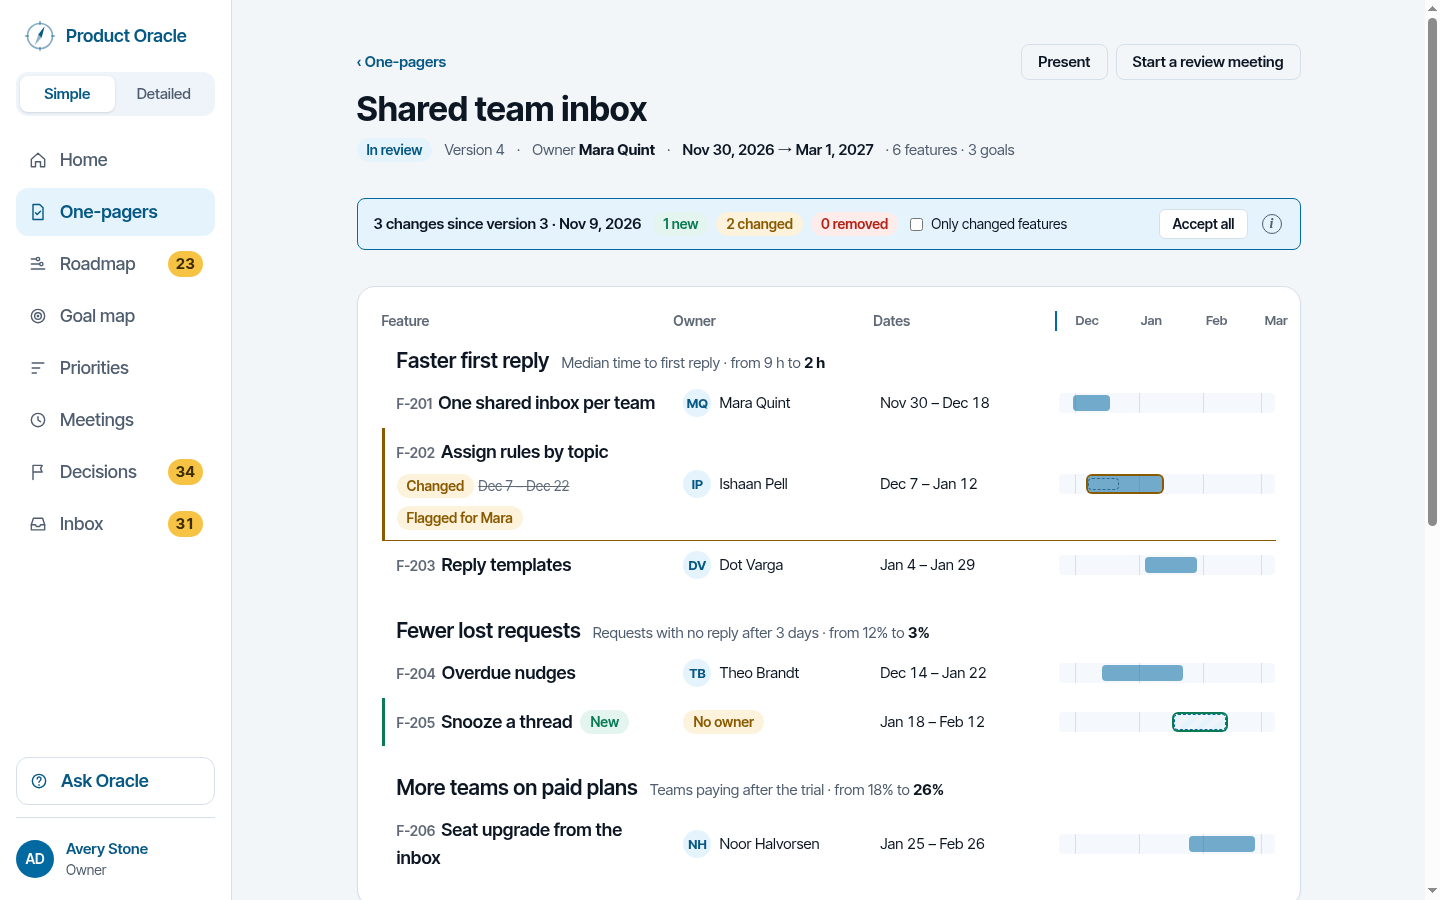 Product Oracle
Simple Detailed
Home
One-pagers
Roadmap 23
Goal map
Priorities
Meetings
Decisions 34
Inbox 31
Ask Oracle
AD Avery Stone
Owner
‹ One-pagers
Present Start a review meeting
Shared team inbox
In review Version 4 · Owner Mara Quint · Nov 30, 2026 → Mar 1, 2027 · 6 features · 3 goals
3 changes since version 3 · Nov 9, 2026 1 new 2 changed 0 removed Only changed features Accept all i
Feature Owner Dates Dec Jan Feb Mar
Faster first reply Median time to first reply · from 9 h to 2 h
F-201 One shared inbox per team MQ Mara Quint Nov 30 – Dec 18
F-202 Assign rules by topic
Changed Dec 7 – Dec 22 IP Ishaan Pell Dec 7 – Jan 12
Flagged for Mara
F-203 Reply templates DV Dot Varga Jan 4 – Jan 29
Fewer lost requests Requests with no reply after 3 days · from 12% to 3%
F-204 Overdue nudges TB Theo Brandt Dec 14 – Jan 22
F-205 Snooze a thread New No owner Jan 18 – Feb 12
More teams on paid plans Teams paying after the trial · from 18% to 26%
F-206 Seat upgrade from the
inbox NH Noor Halvorsen Jan 25 – Feb 26